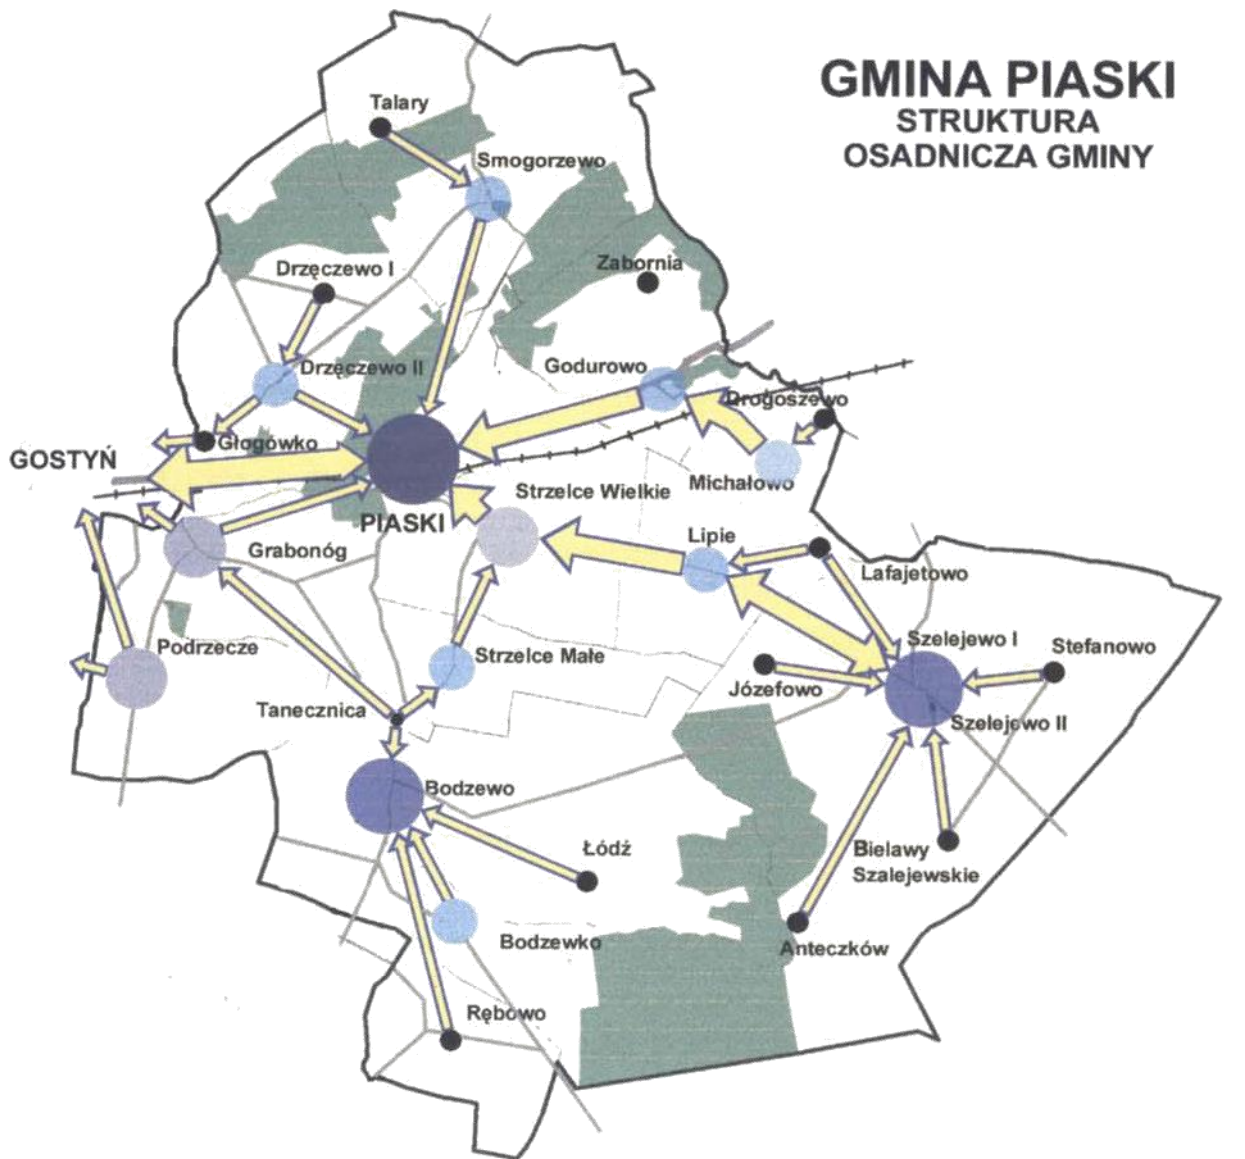 GMINA PIASKI
STRUKTURA
OSADNICZA GMINY
Talary
Smogorzewo
Zabornia
Drzęczewo I
Drzęczewo II
Godurowo
Drogoszewo
Głogówko
GOSTYŃ
Michałowo
Strzelce Wielkie
PIASKI
Lipie
Grabonóg
Lafajetowo
Szelejewo I
Stefanowo
Podrzecze
Strzelce Małe
Józefowo
Tanecznica
Szelejewo II
Bodzewo
Łódź
Bielawy
Szalejewskie
Bodzewko
Anteczków
Rębowo